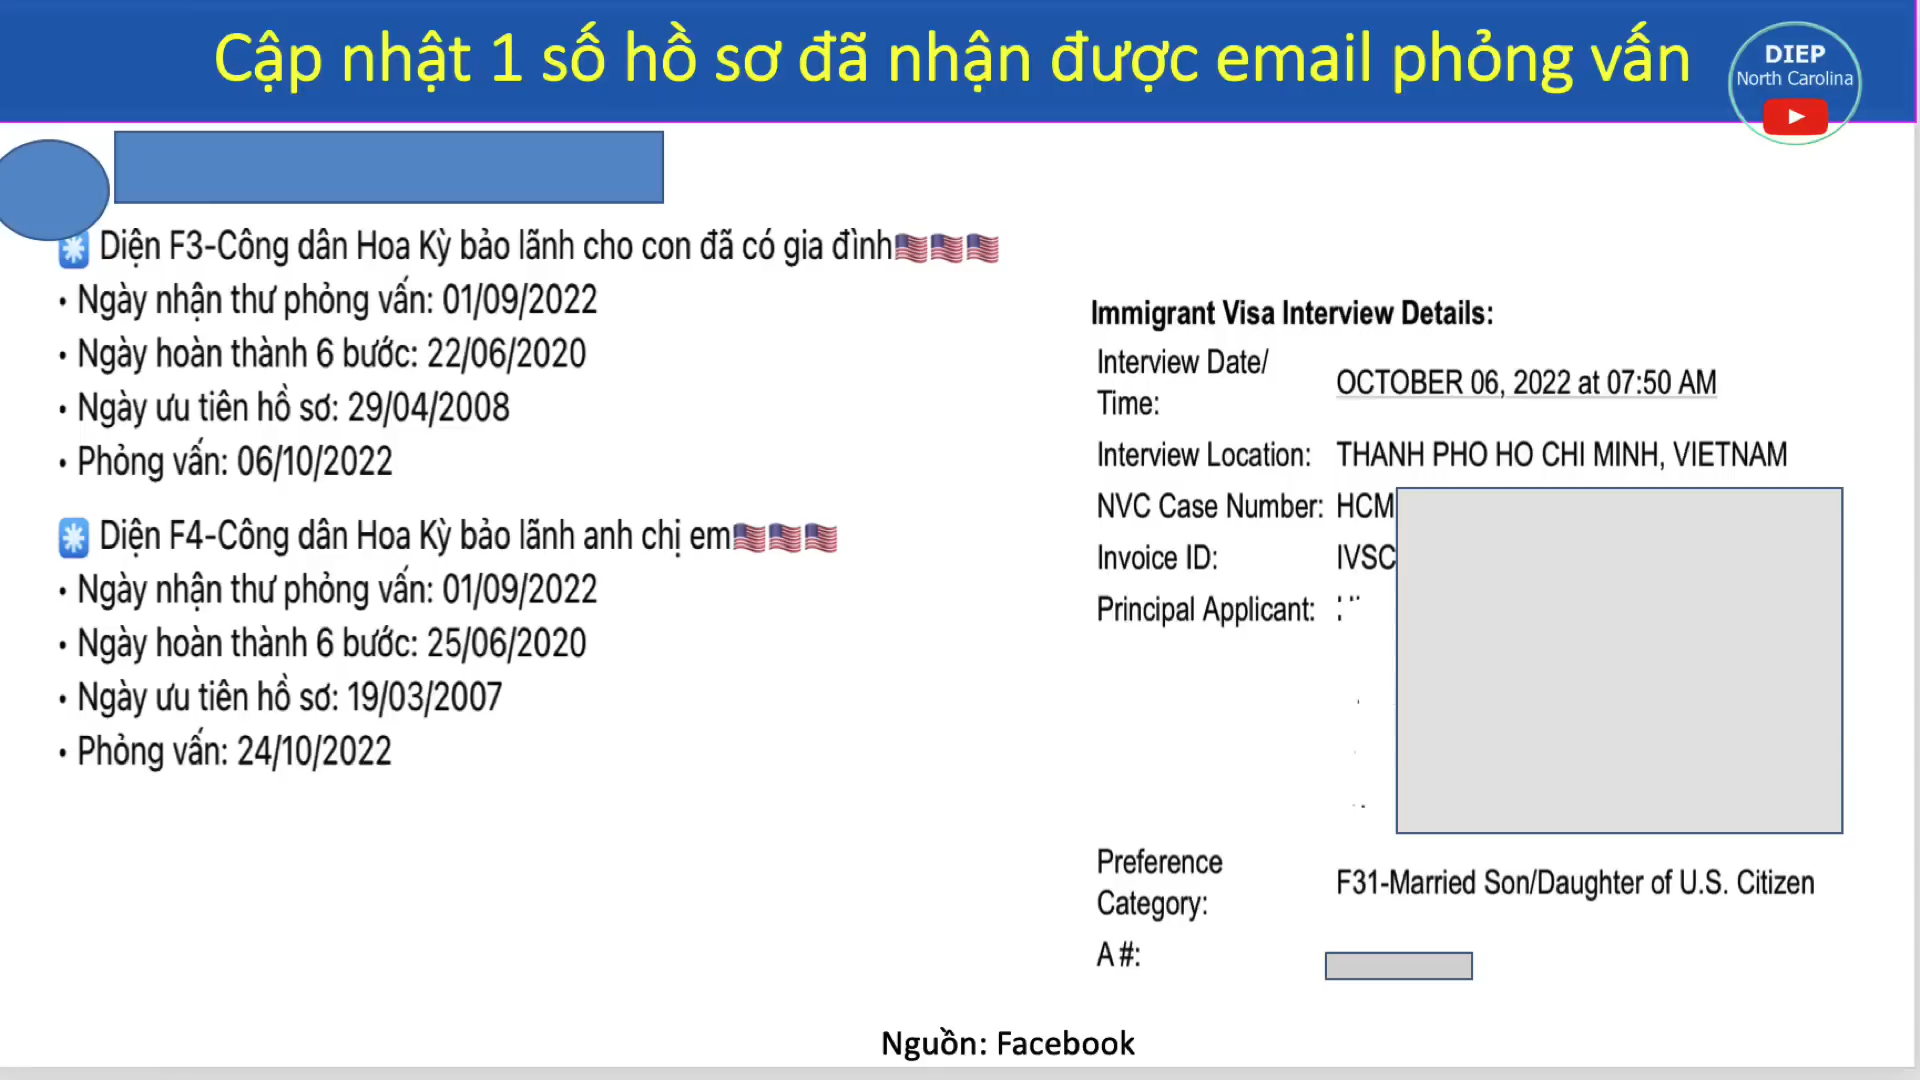 Cập nhật 1 số hồ sơ đã nhận được email phỏng vấn
DIEP
North Carolina
Diện F3-Công dân Hoa Kỳ bảo lãnh cho con đã có gia đình
• Ngày nhận thư phỏng vấn: 01/09/2022
• Ngày hoàn thành 6 bước: 22/06/2020
• Ngày ưu tiên hồ sơ: 29/04/2008
• Phỏng vấn: 06/10/2022
Diện F4-Công dân Hoa Kỳ bảo lãnh anh chị em
• Ngày nhận thư phỏng vấn: 01/09/2022
• Ngày hoàn thành 6 bước: 25/06/2020
• Ngày ưu tiên hồ sơ: 19/03/2007
• Phỏng vấn: 24/10/2022
Immigrant Visa Interview Details:
Interview Date/
Time:
OCTOBER 06, 2022 at 07:50 AM
Interview Location: THANH PHO HO CHI MINH, VIETNAM
NVC Case Number: HCM
Invoice ID: IVSC
Principal Applicant:
Preference
Category:
F31-Married Son/Daughter of U.S. Citizen
A #:
Nguồn: Facebook